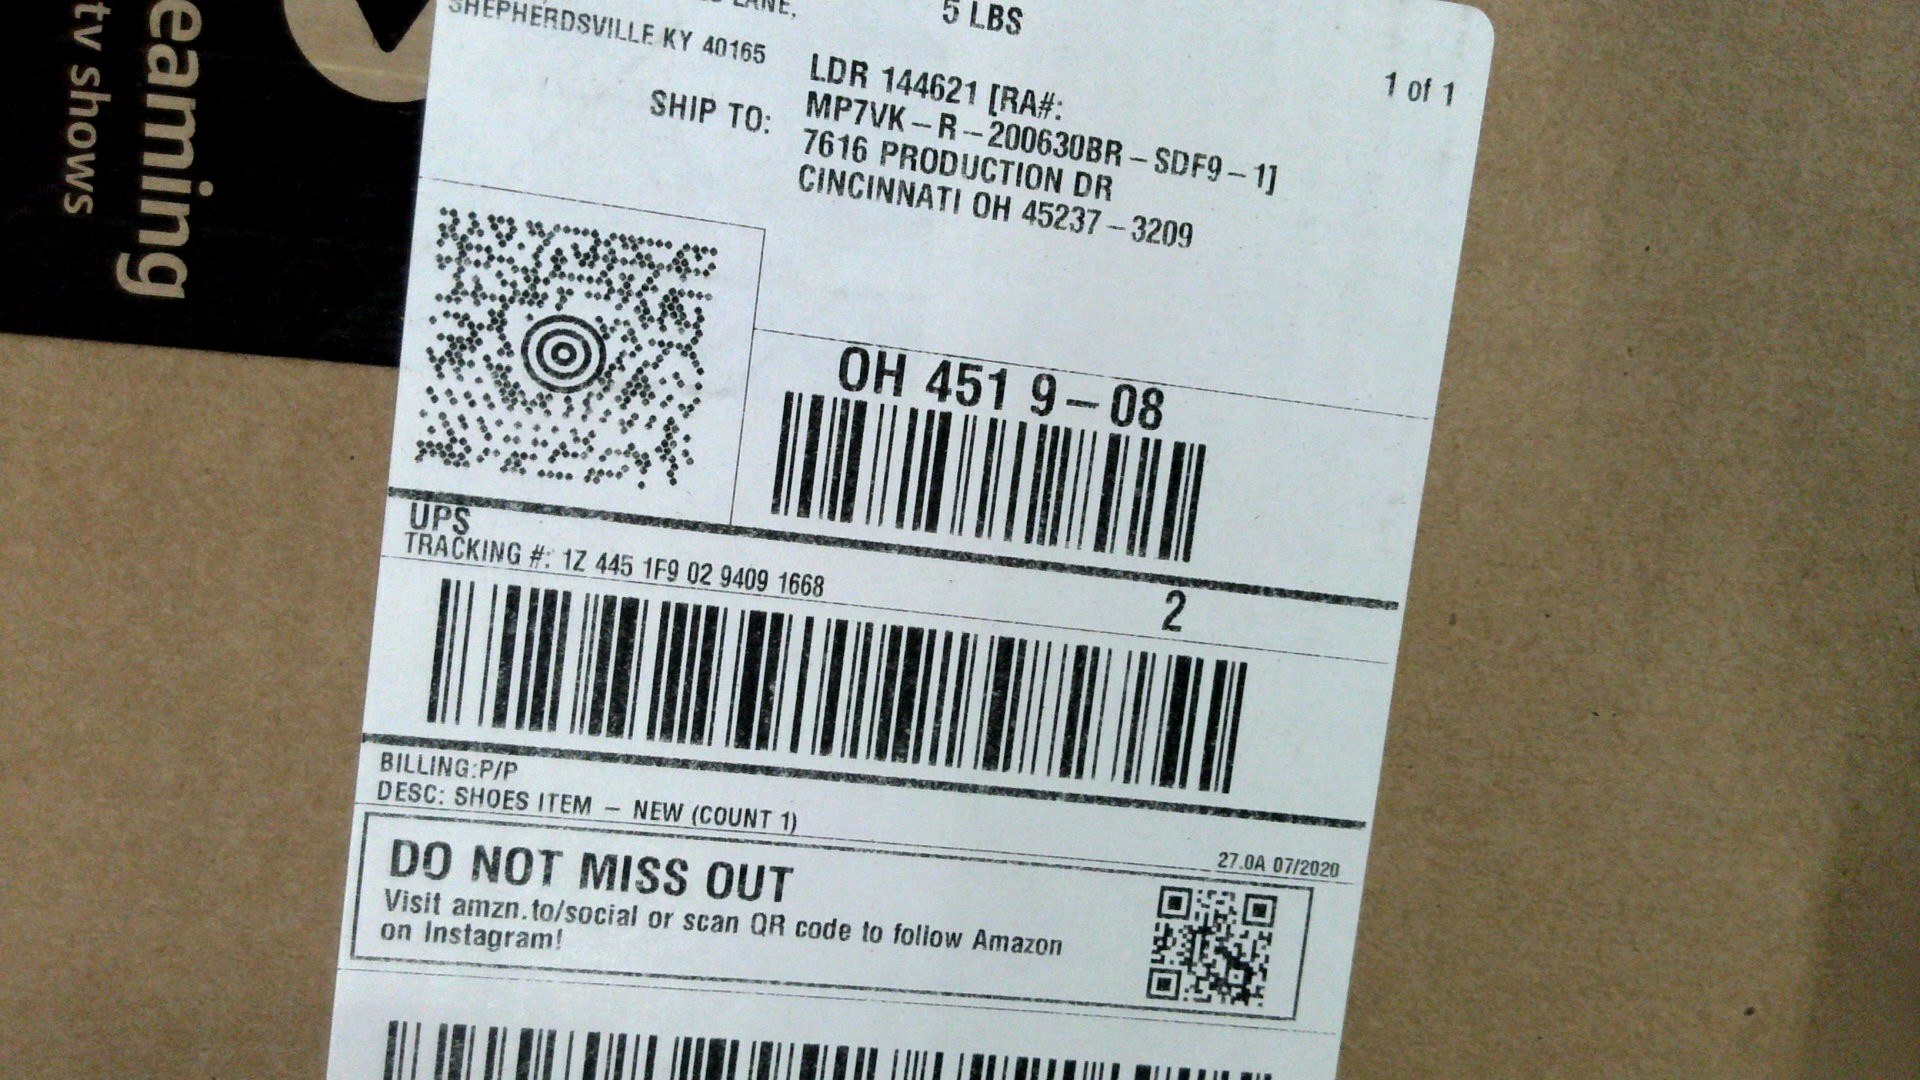 eaming
tv shows
LANE,
SHEPHERDSVILLE KY 40165
5 LBS
1 of 1
SHIP TO:
LDR 144621 [RA#:
MP7VK-R-200630BR-SDF9-1]
7616 PRODUCTION DR
CINCINNATI OH 45237-3209
OH 451 9-08
UPS
TRACKING #: 1Z 445 1F9 02 9409 1668
2
BILLING:P/P
DESC: SHOES ITEM - NEW (COUNT 1)
27.0A 07/2020
DO NOT MISS OUT
Visit amzn.to/social or scan QR code to follow Amazon
on Instagram!